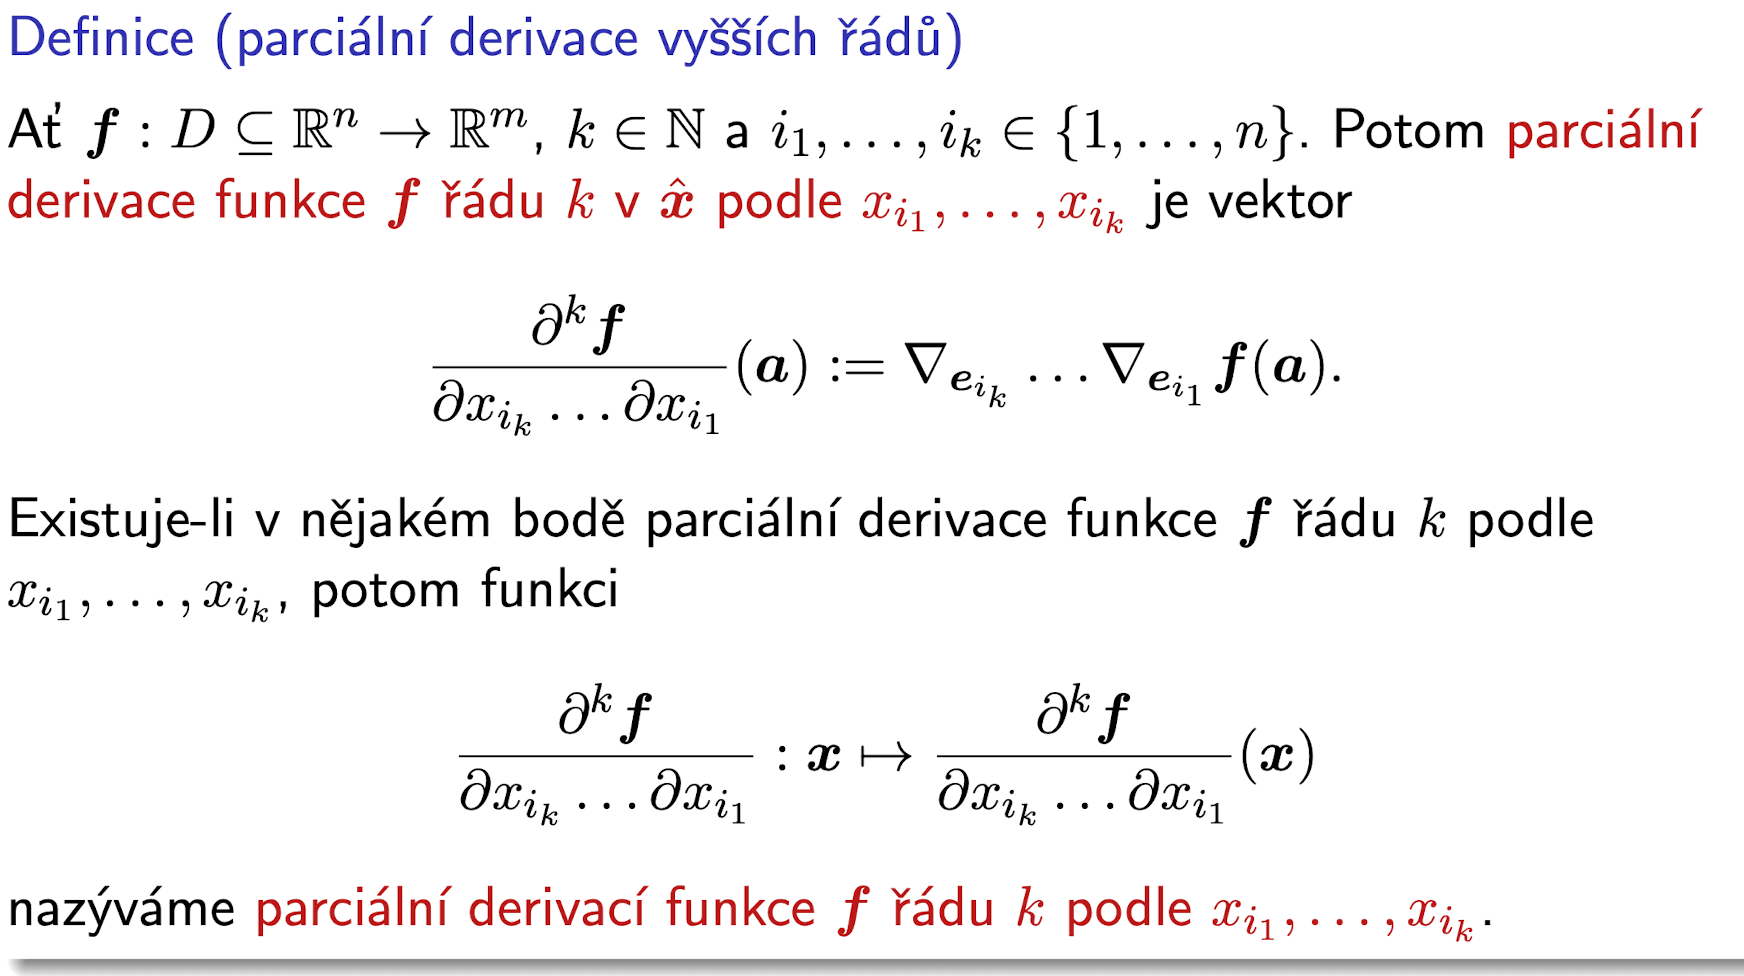 Definice (parciální derivace vyšších řádů)
Ať $\boldsymbol{f} : D \subseteq \mathbb{R}^n \to \mathbb{R}^m$, $k \in \mathbb{N}$ a $i_1, \ldots, i_k \in \{1, \ldots, n\}$. Potom parciální
derivace funkce $\boldsymbol{f}$ řádu $k$ v $\hat{\boldsymbol{x}}$ podle $x_{i_1}, \ldots, x_{i_k}$ je vektor
$\frac{\partial^k \boldsymbol{f}}{\partial x_{i_k} \ldots \partial x_{i_1}}(\boldsymbol{a}) := \nabla_{\boldsymbol{e}_{i_k}} \ldots \nabla_{\boldsymbol{e}_{i_1}} \boldsymbol{f}(\boldsymbol{a}).$
Existuje-li v nějakém bodě parciální derivace funkce $\boldsymbol{f}$ řádu $k$ podle
$x_{i_1}, \ldots, x_{i_k}$, potom funkci
$\frac{\partial^k \boldsymbol{f}}{\partial x_{i_k} \ldots \partial x_{i_1}} : \boldsymbol{x} \mapsto \frac{\partial^k \boldsymbol{f}}{\partial x_{i_k} \ldots \partial x_{i_1}}(\boldsymbol{x})$
nazýváme parciální derivací funkce $\boldsymbol{f}$ řádu $k$ podle $x_{i_1}, \ldots, x_{i_k}$.